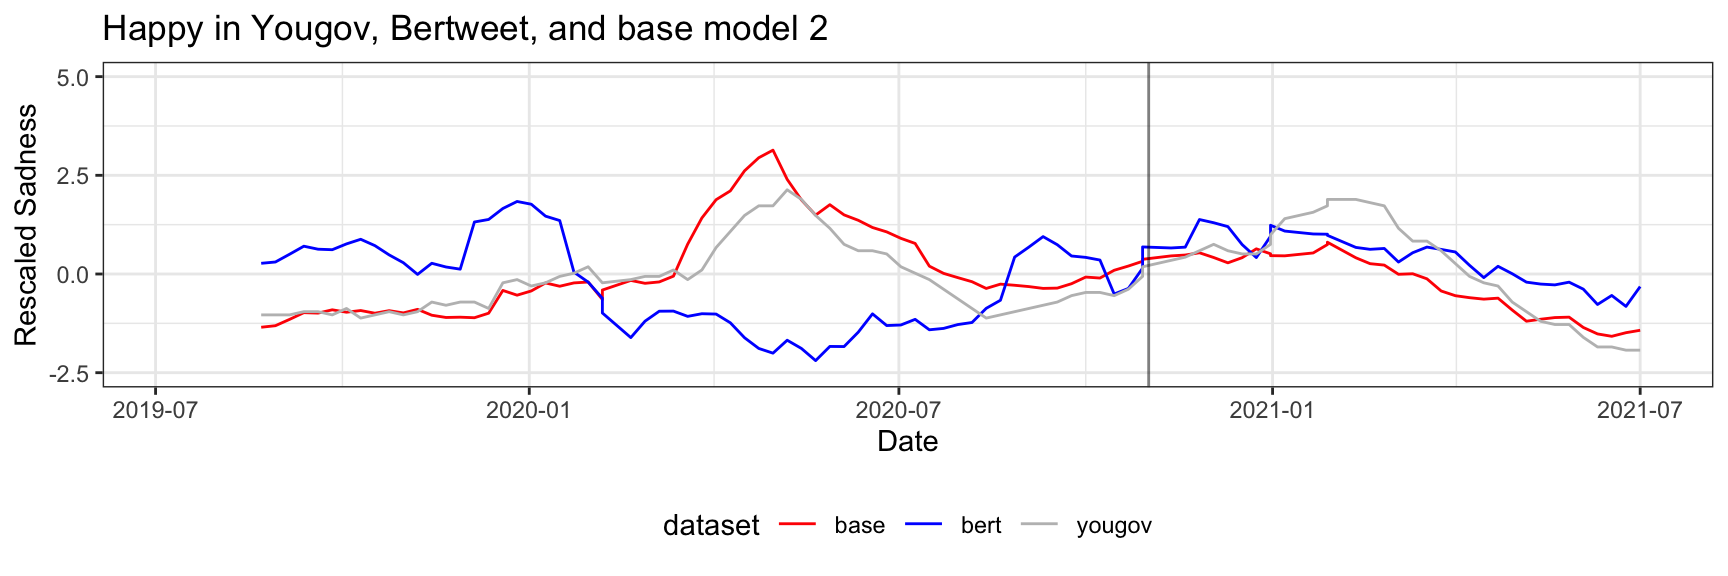 Happy in Yougov, Bertweet, and base model 2
Rescaled Sadness
5.0
2.5
0.0
-2.5
2019-07 2020-01 2020-07 2021-01 2021-07
Date
dataset base bert yougov